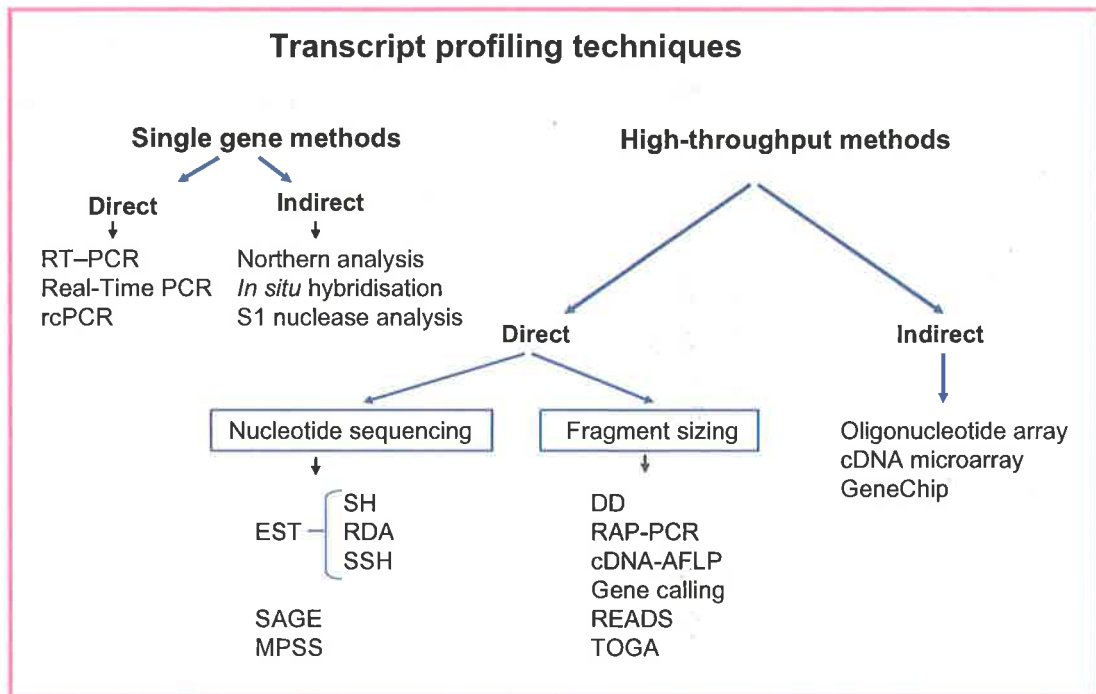 Transcript profiling techniques
Single gene methods
High-throughput methods
Direct
Indirect
RT–PCR
Real-Time PCR
rcPCR
Northern analysis
In situ hybridisation
S1 nuclease analysis
Direct
Indirect
Nucleotide sequencing
Fragment sizing
Oligonucleotide array
cDNA microarray
GeneChip
EST
SH
RDA
SSH
SAGE
MPSS
DD
RAP-PCR
cDNA-AFLP
Gene calling
READS
TOGA